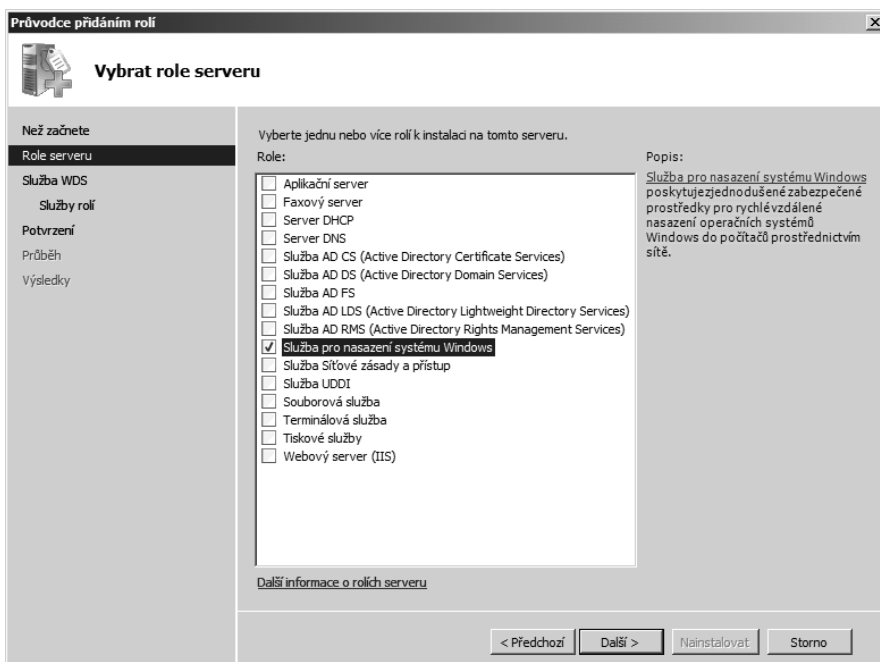 Průvodce přidáním rolí
Vybrat role serveru
Než začnete
Role serveru
Služba WDS
Služby rolí
Potvrzení
Průběh
Výsledky
Vyberte jednu nebo více rolí k instalaci na tomto serveru.
Role:
Aplikační server
Faxový server
Server DHCP
Server DNS
Služba AD CS (Active Directory Certificate Services)
Služba AD DS (Active Directory Domain Services)
Služba AD FS
Služba AD LDS (Active Directory Lightweight Directory Services)
Služba AD RMS (Active Directory Rights Management Services)
Služba pro nasazení systému Windows
Služba Síťové zásady a přístup
Služba UDDI
Souborová služba
Terminálová služba
Tiskové služby
Webový server (IIS)
Další informace o rolích serveru
Popis:
Služba pro nasazení systému Windows
poskytuje zjednodušené zabezpečené
prostředky pro rychlé vzdálené
nasazení operačních systémů
Windows do počítačů prostřednictvím
sítě.
< Předchozí
Další >
Nainstalovat
Storno